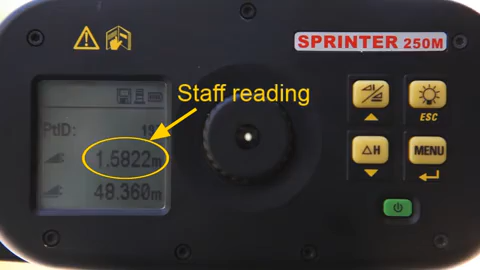 SPRINTER 250M
Staff reading
PtID:
1.5822m
48.360m
ESC
ΔH
MENU